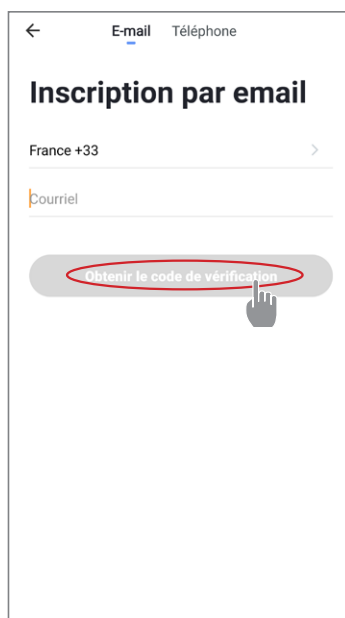 E-mail Téléphone
Inscription par email
France +33
Courriel
Obtenir le code de vérification